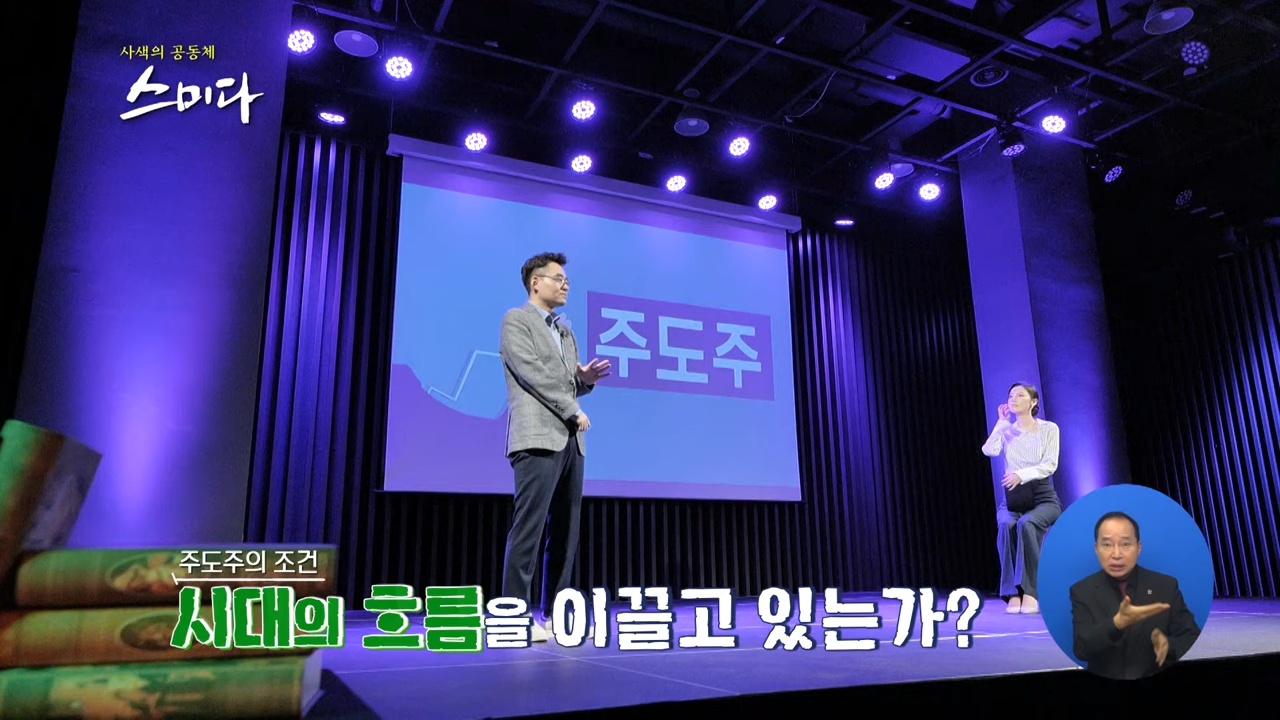 사색의 공동체
스미다
주도주
주도주의 조건
시대의 흐름을 이끌고 있는가?